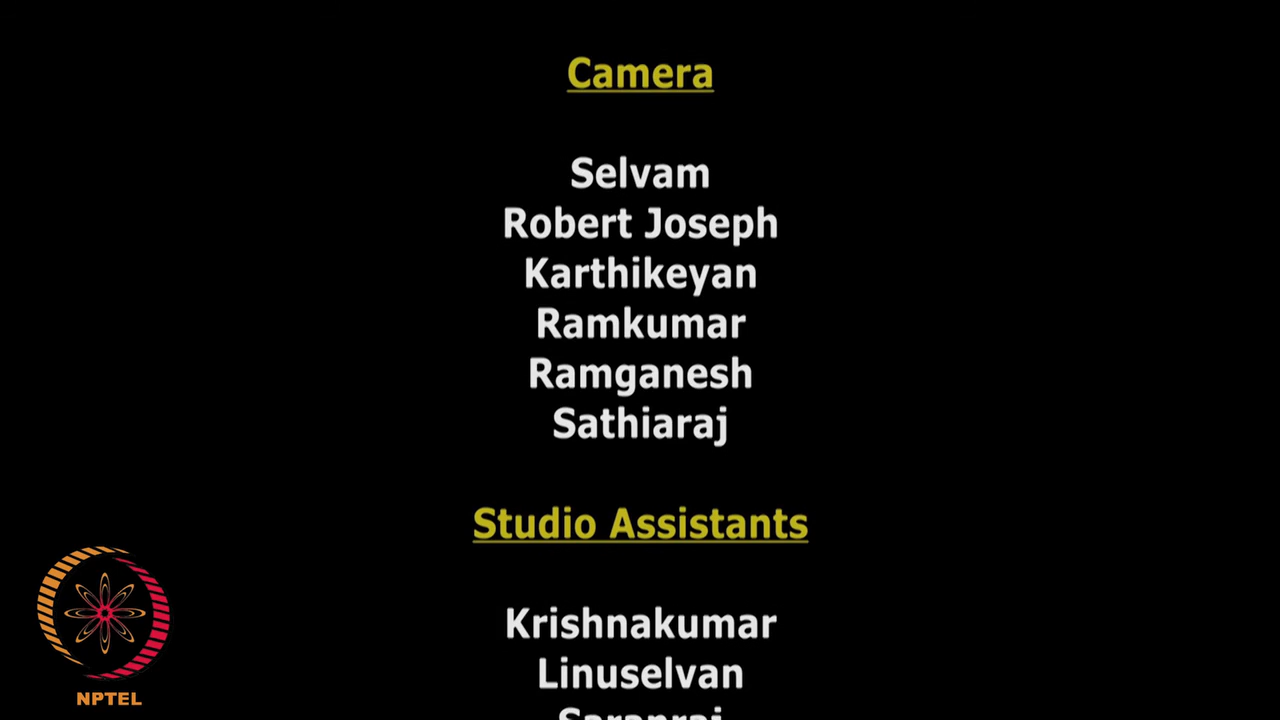 Camera
Selvam
Robert Joseph
Karthikeyan
Ramkumar
Ramganesh
Sathiaraj
Studio Assistants
Krishnakumar
Linuselvan
NPTEL